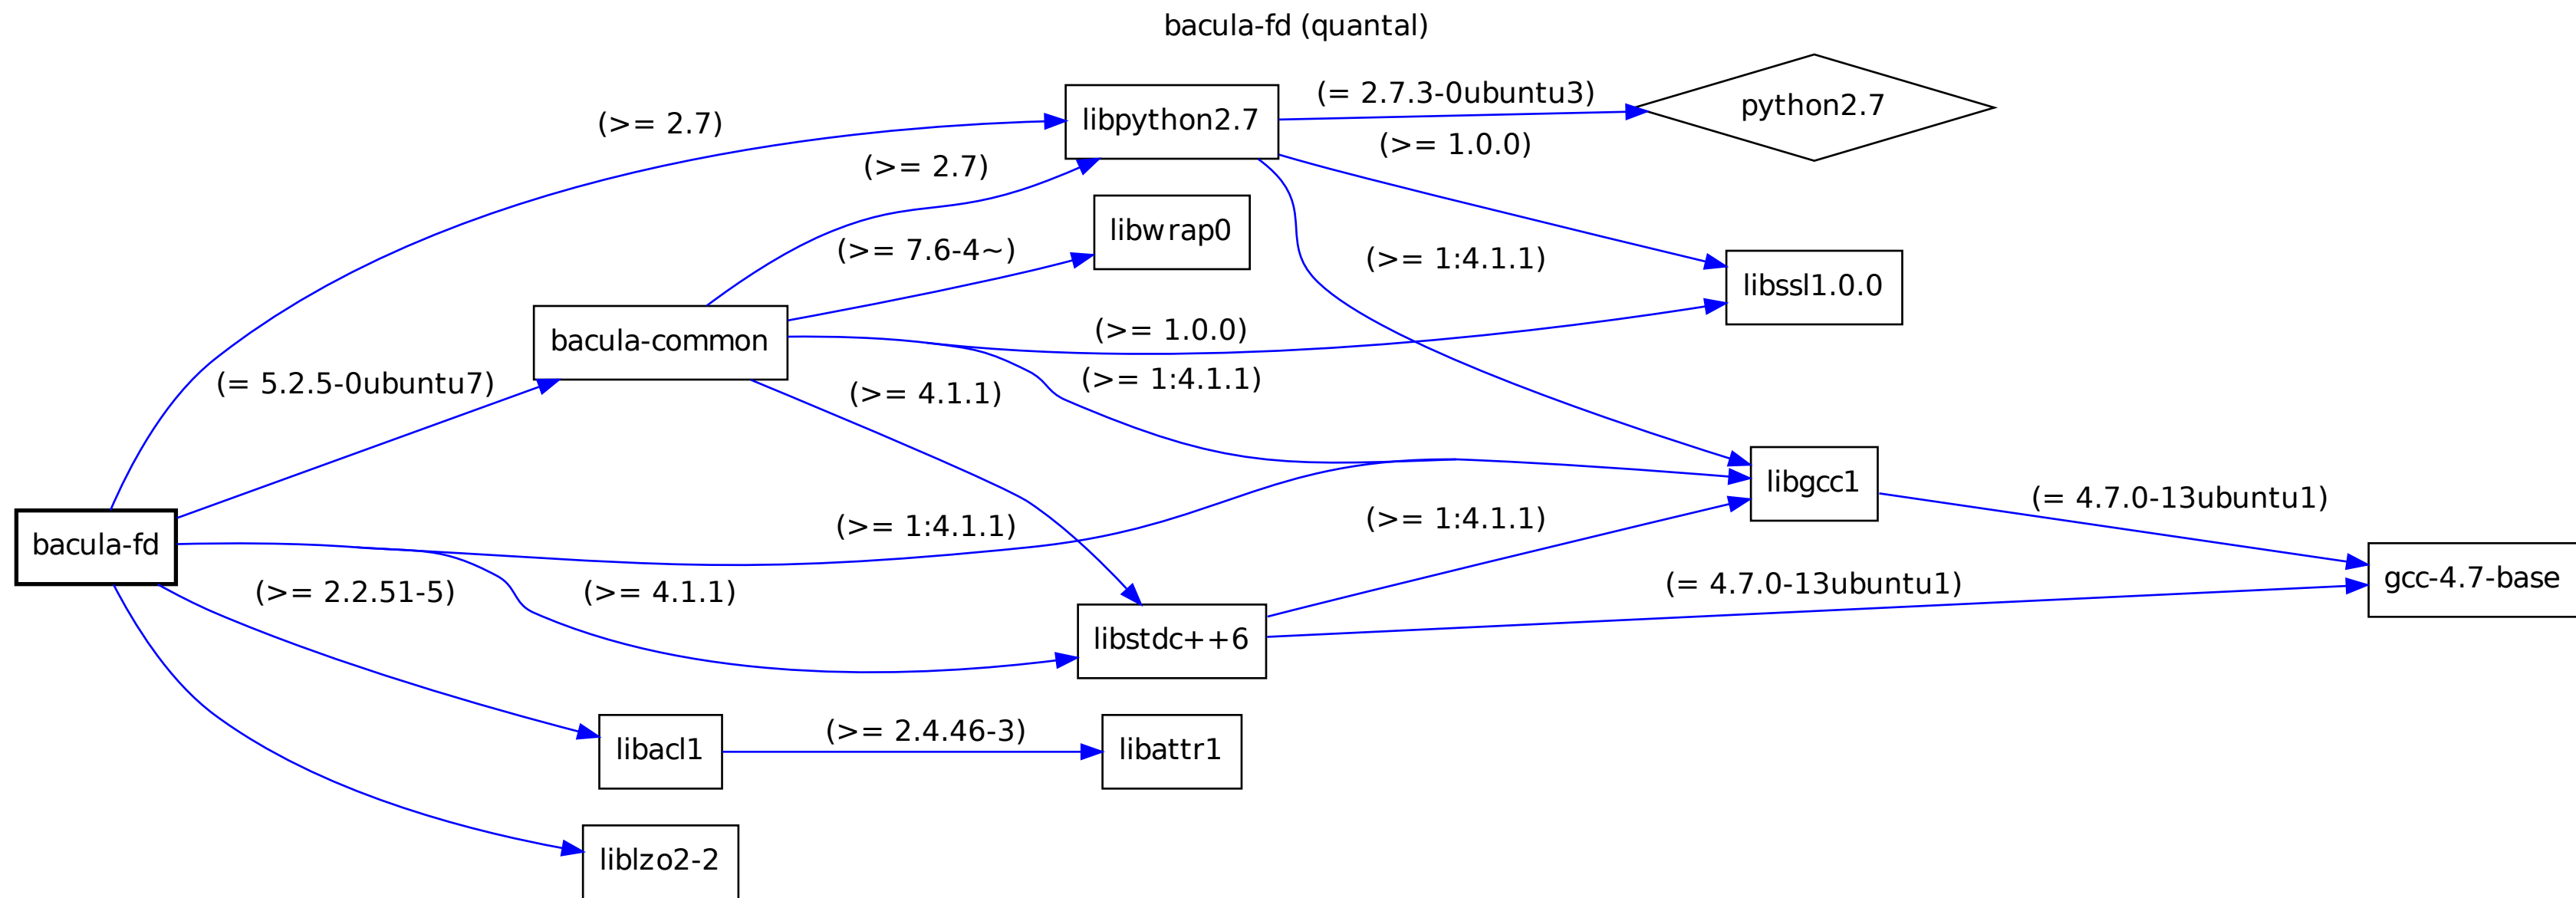 bacula-fd (quantal)
(= 2.7.3-0ubuntu3)
python2.7
(>= 2.7)
libpython2.7
(>= 1.0.0)
(>= 2.7)
libwrap0
(>= 7.6-4~)
(>= 1:4.1.1)
libssl1.0.0
(>= 1.0.0)
bacula-common
(= 5.2.5-0ubuntu7)
(>= 4.1.1)
(>= 1:4.1.1)
libgcc1
(= 4.7.0-13ubuntu1)
(>= 1:4.1.1)
(>= 1:4.1.1)
bacula-fd
gcc-4.7-base
(>= 2.2.51-5)
(>= 4.1.1)
(= 4.7.0-13ubuntu1)
libstdc++6
(>= 2.4.46-3)
libacl1
libattr1
liblzo2-2